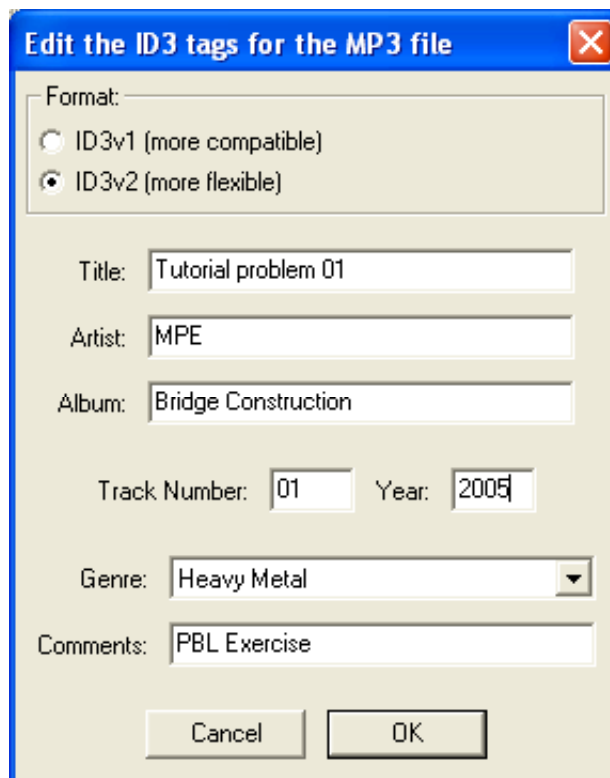 Edit the ID3 tags for the MP3 file
Format:
ID3v1 (more compatible)
ID3v2 (more flexible)
Title: Tutorial problem 01
Artist: MPE
Album: Bridge Construction
Track Number: 01 Year: 2005
Genre: Heavy Metal
Comments: PBL Exercise
Cancel OK